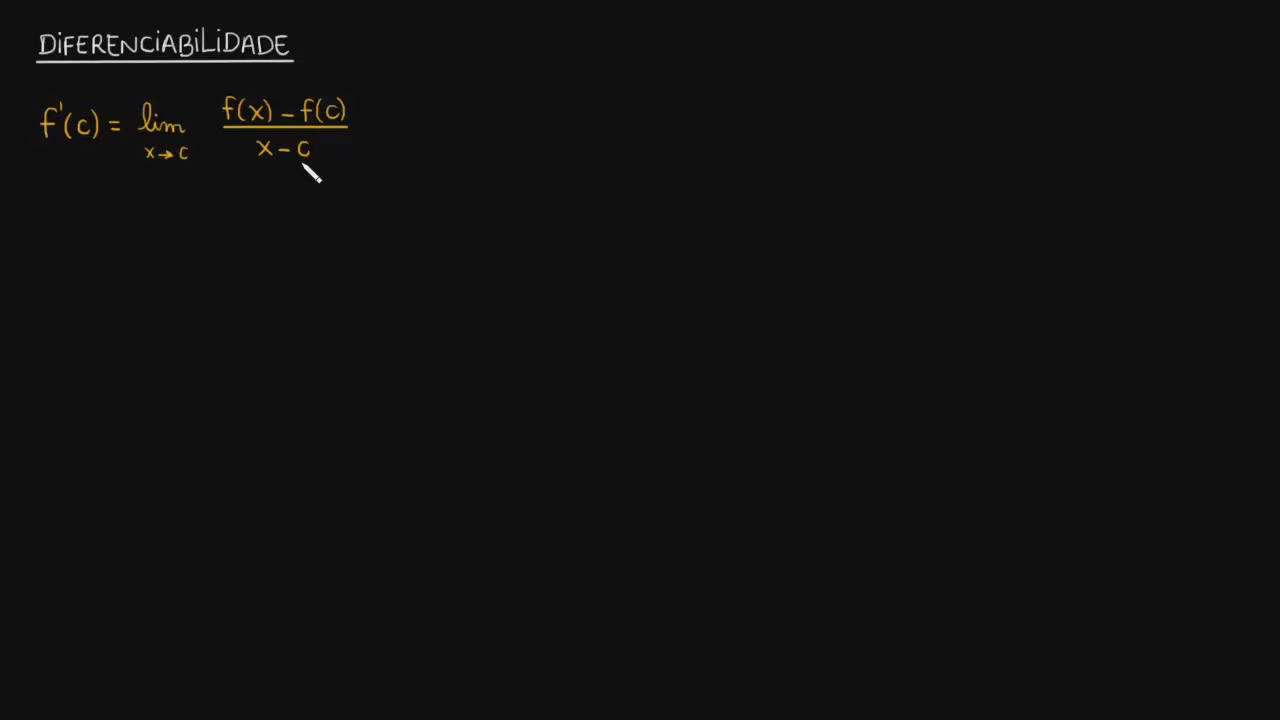 DIFERENCIABILIDADE
f'(c) = lim x→c f(x) - f(c) / x - c